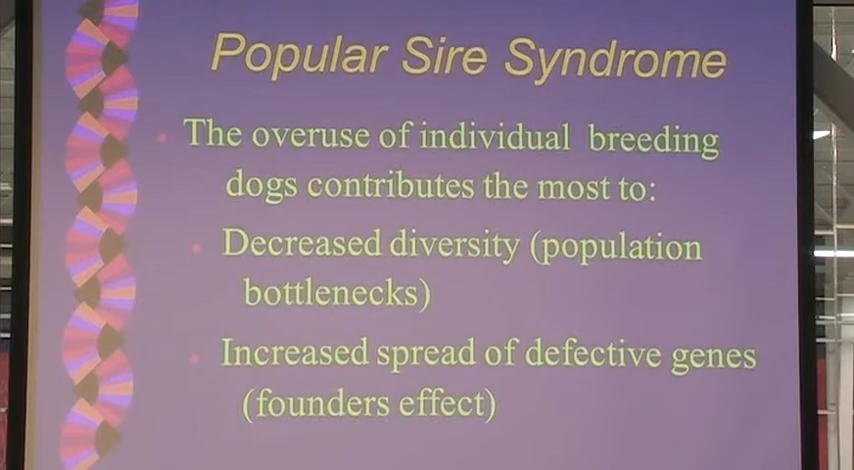 Popular Sire Syndrome
The overuse of individual breeding
dogs contributes the most to:
Decreased diversity (population
bottlenecks)
Increased spread of defective genes
(founders effect)